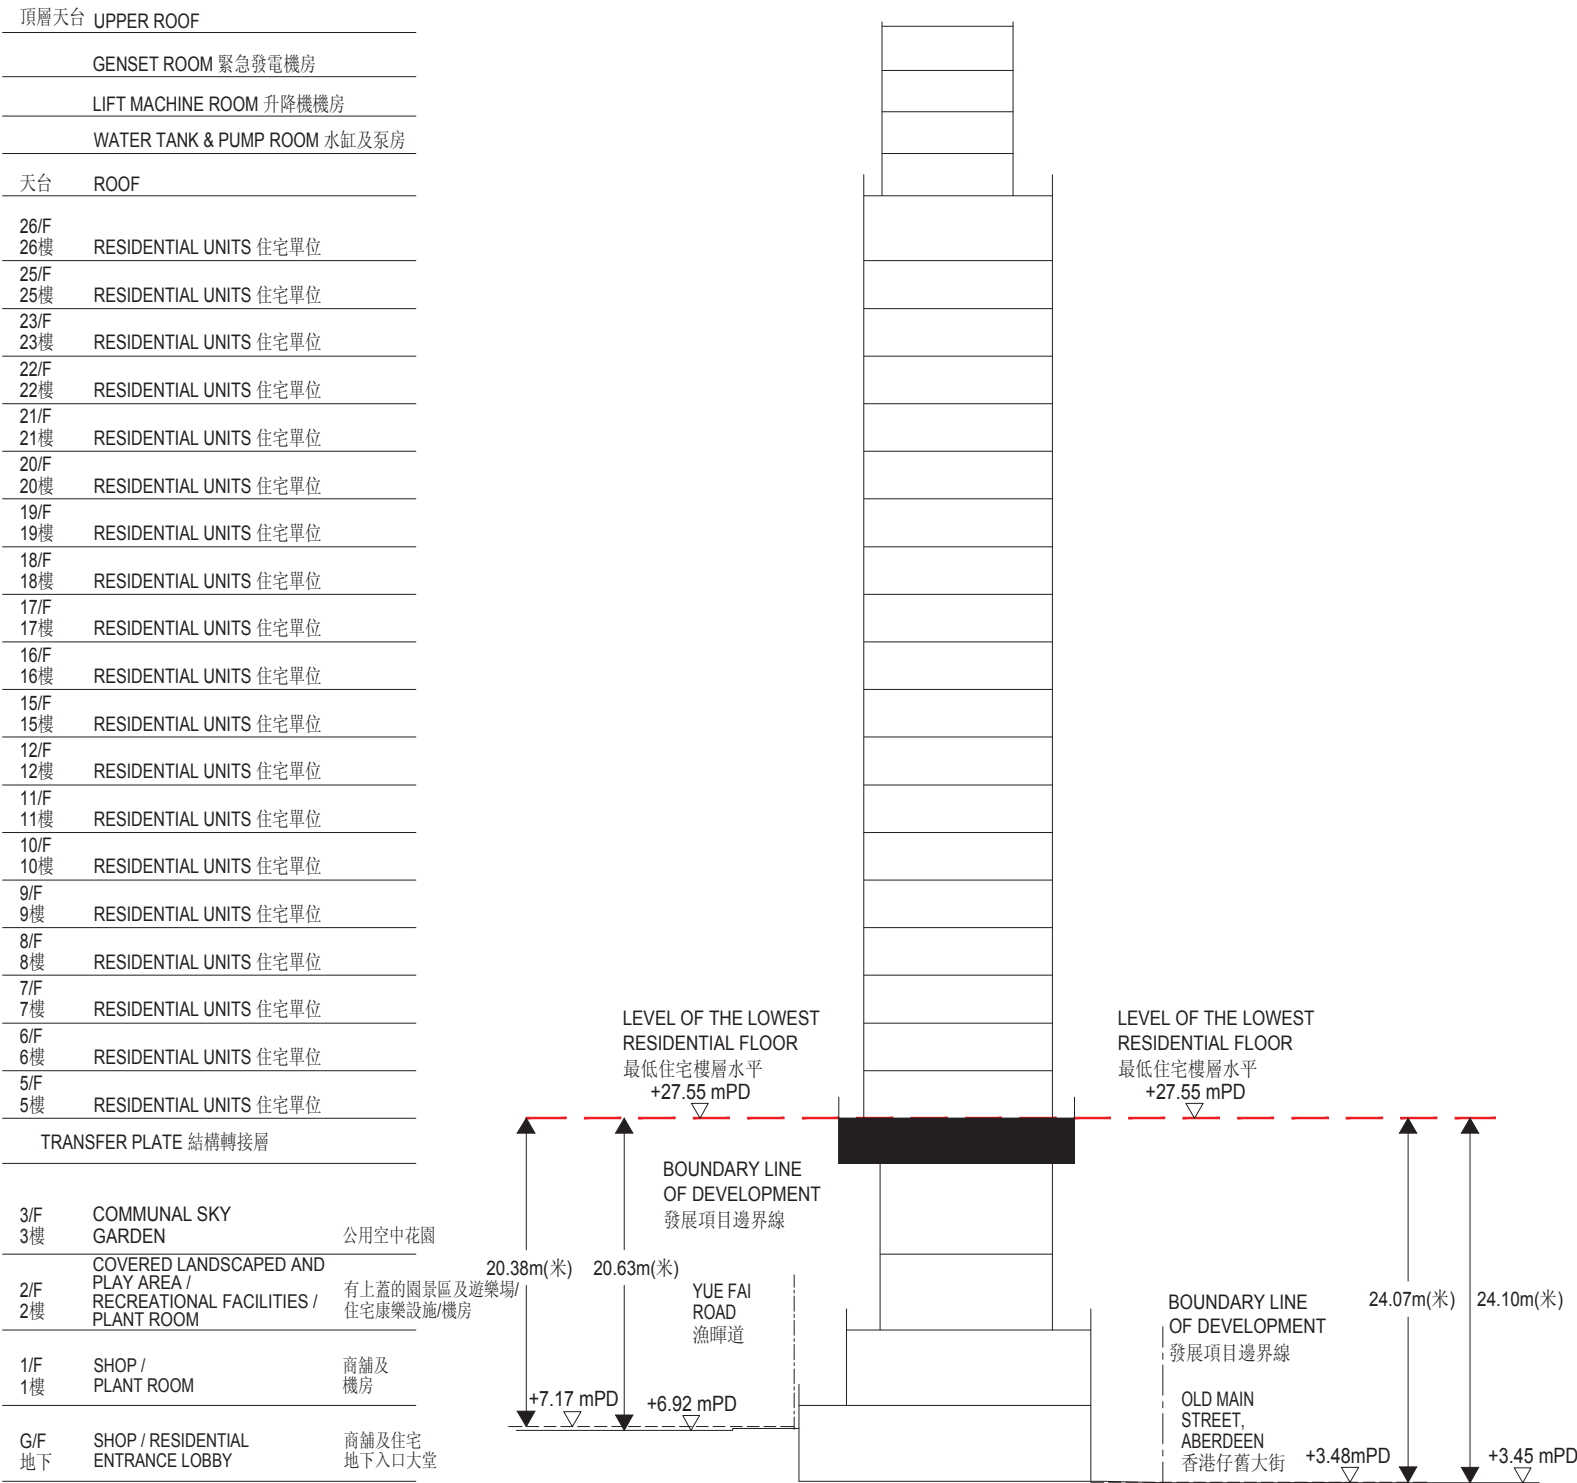 頂層天台 UPPER ROOF
GENSET ROOM 緊急發電機房
LIFT MACHINE ROOM 升降機機房
WATER TANK & PUMP ROOM 水缸及泵房
天台 ROOF
26/F
26樓 RESIDENTIAL UNITS 住宅單位
25/F
25樓 RESIDENTIAL UNITS 住宅單位
23/F
23樓 RESIDENTIAL UNITS 住宅單位
22/F
22樓 RESIDENTIAL UNITS 住宅單位
21/F
21樓 RESIDENTIAL UNITS 住宅單位
20/F
20樓 RESIDENTIAL UNITS 住宅單位
19/F
19樓 RESIDENTIAL UNITS 住宅單位
18/F
18樓 RESIDENTIAL UNITS 住宅單位
17/F
17樓 RESIDENTIAL UNITS 住宅單位
16/F
16樓 RESIDENTIAL UNITS 住宅單位
15/F
15樓 RESIDENTIAL UNITS 住宅單位
12/F
12樓 RESIDENTIAL UNITS 住宅單位
11/F
11樓 RESIDENTIAL UNITS 住宅單位
10/F
10樓 RESIDENTIAL UNITS 住宅單位
9/F
9樓 RESIDENTIAL UNITS 住宅單位
8/F
8樓 RESIDENTIAL UNITS 住宅單位
7/F
7樓 RESIDENTIAL UNITS 住宅單位
6/F
6樓 RESIDENTIAL UNITS 住宅單位
5/F
5樓 RESIDENTIAL UNITS 住宅單位
TRANSFER PLATE 結構轉接層
3/F COMMUNAL SKY
3樓 GARDEN 公用空中花園
COVERED LANDSCAPED AND
PLAY AREA /
2/F RECREATIONAL FACILITIES / 有上蓋的園景區及遊樂場/
2樓 PLANT ROOM 住宅康樂設施/機房
1/F SHOP / 商舖及
1樓 PLANT ROOM 機房
G/F SHOP / RESIDENTIAL 商舖及住宅
地下 ENTRANCE LOBBY 地下入口大堂
LEVEL OF THE LOWEST
RESIDENTIAL FLOOR
最低住宅樓層水平
+27.55 mPD
LEVEL OF THE LOWEST
RESIDENTIAL FLOOR
最低住宅樓層水平
+27.55 mPD
BOUNDARY LINE
OF DEVELOPMENT
發展項目邊界線
20.38m(米) 20.63m(米)
YUE FAI
ROAD
漁暉道
+7.17 mPD +6.92 mPD
BOUNDARY LINE
OF DEVELOPMENT
發展項目邊界線
24.07m(米) 24.10m(米)
OLD MAIN
STREET,
ABERDEEN
香港仔舊大街
+3.48mPD +3.45 mPD